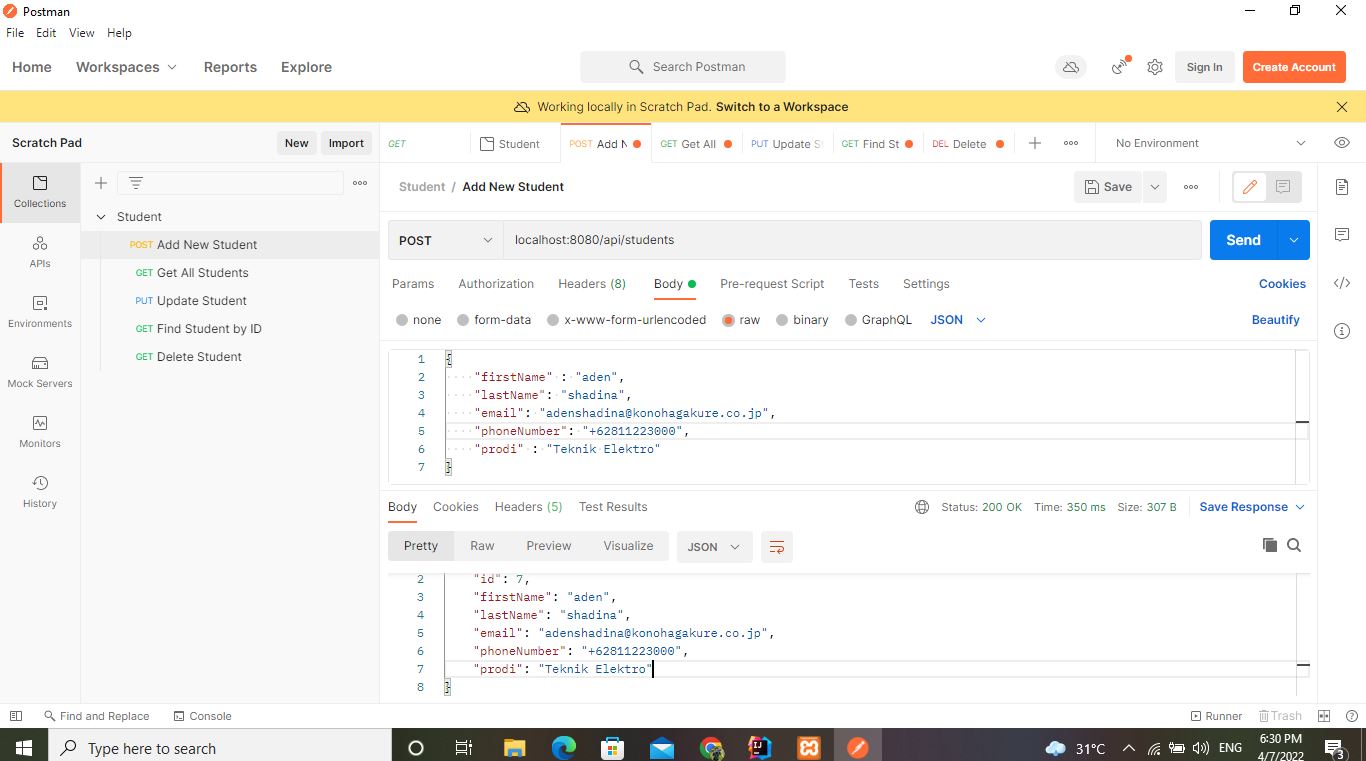 Postman
File Edit View Help
Home Workspaces Reports Explore Search Postman Sign In Create Account
Working locally in Scratch Pad. Switch to a Workspace
Scratch Pad New Import GET Student POST Add N GET Get All PUT Update S GET Find St DEL Delete No Environment
Collections
APIs
Environments
Mock Servers
Monitors
History
Student
POST Add New Student
GET Get All Students
PUT Update Student
GET Find Student by ID
GET Delete Student
Student / Add New Student Save
POST localhost:8080/api/students Send
Params Authorization Headers (8) Body Pre-request Script Tests Settings Cookies
none form-data x-www-form-urlencoded raw binary GraphQL JSON Beautify
1 {
2 "firstName" : "aden",
3 "lastName": "shadina",
4 "email": "adenshadina@konohagakure.co.jp",
5 "phoneNumber": "+62811223000",
6 "prodi" : "Teknik Elektro"
7 }
Body Cookies Headers (5) Test Results Status: 200 OK Time: 350 ms Size: 307 B Save Response
Pretty Raw Preview Visualize JSON
2 "id": 7,
3 "firstName": "aden",
4 "lastName": "shadina",
5 "email": "adenshadina@konohagakure.co.jp",
6 "phoneNumber": "+62811223000",
7 "prodi": "Teknik Elektro"
8 }
Find and Replace Console Runner Trash
Type here to search 31°C ENG 6:30 PM
4/7/2022 3